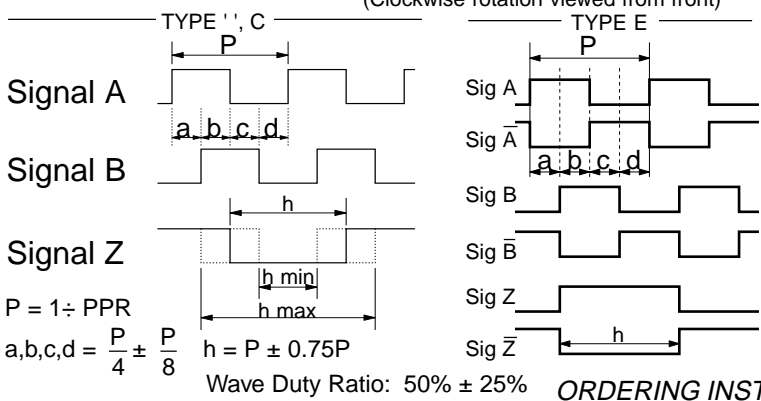 (Clockwise rotation viewed from front)
TYPE ' ', C
P
Signal A
a b c d
Signal B
h
Signal Z
h min
h max
P = 1÷ PPR
a,b,c,d = P/4 ± P/8 h = P ± 0.75P
Wave Duty Ratio: 50% ± 25%
TYPE E
P
Sig A
Sig A̅
a b c d
Sig B
Sig B̅
Sig Z
Sig Z̅
h
ORDERING INST